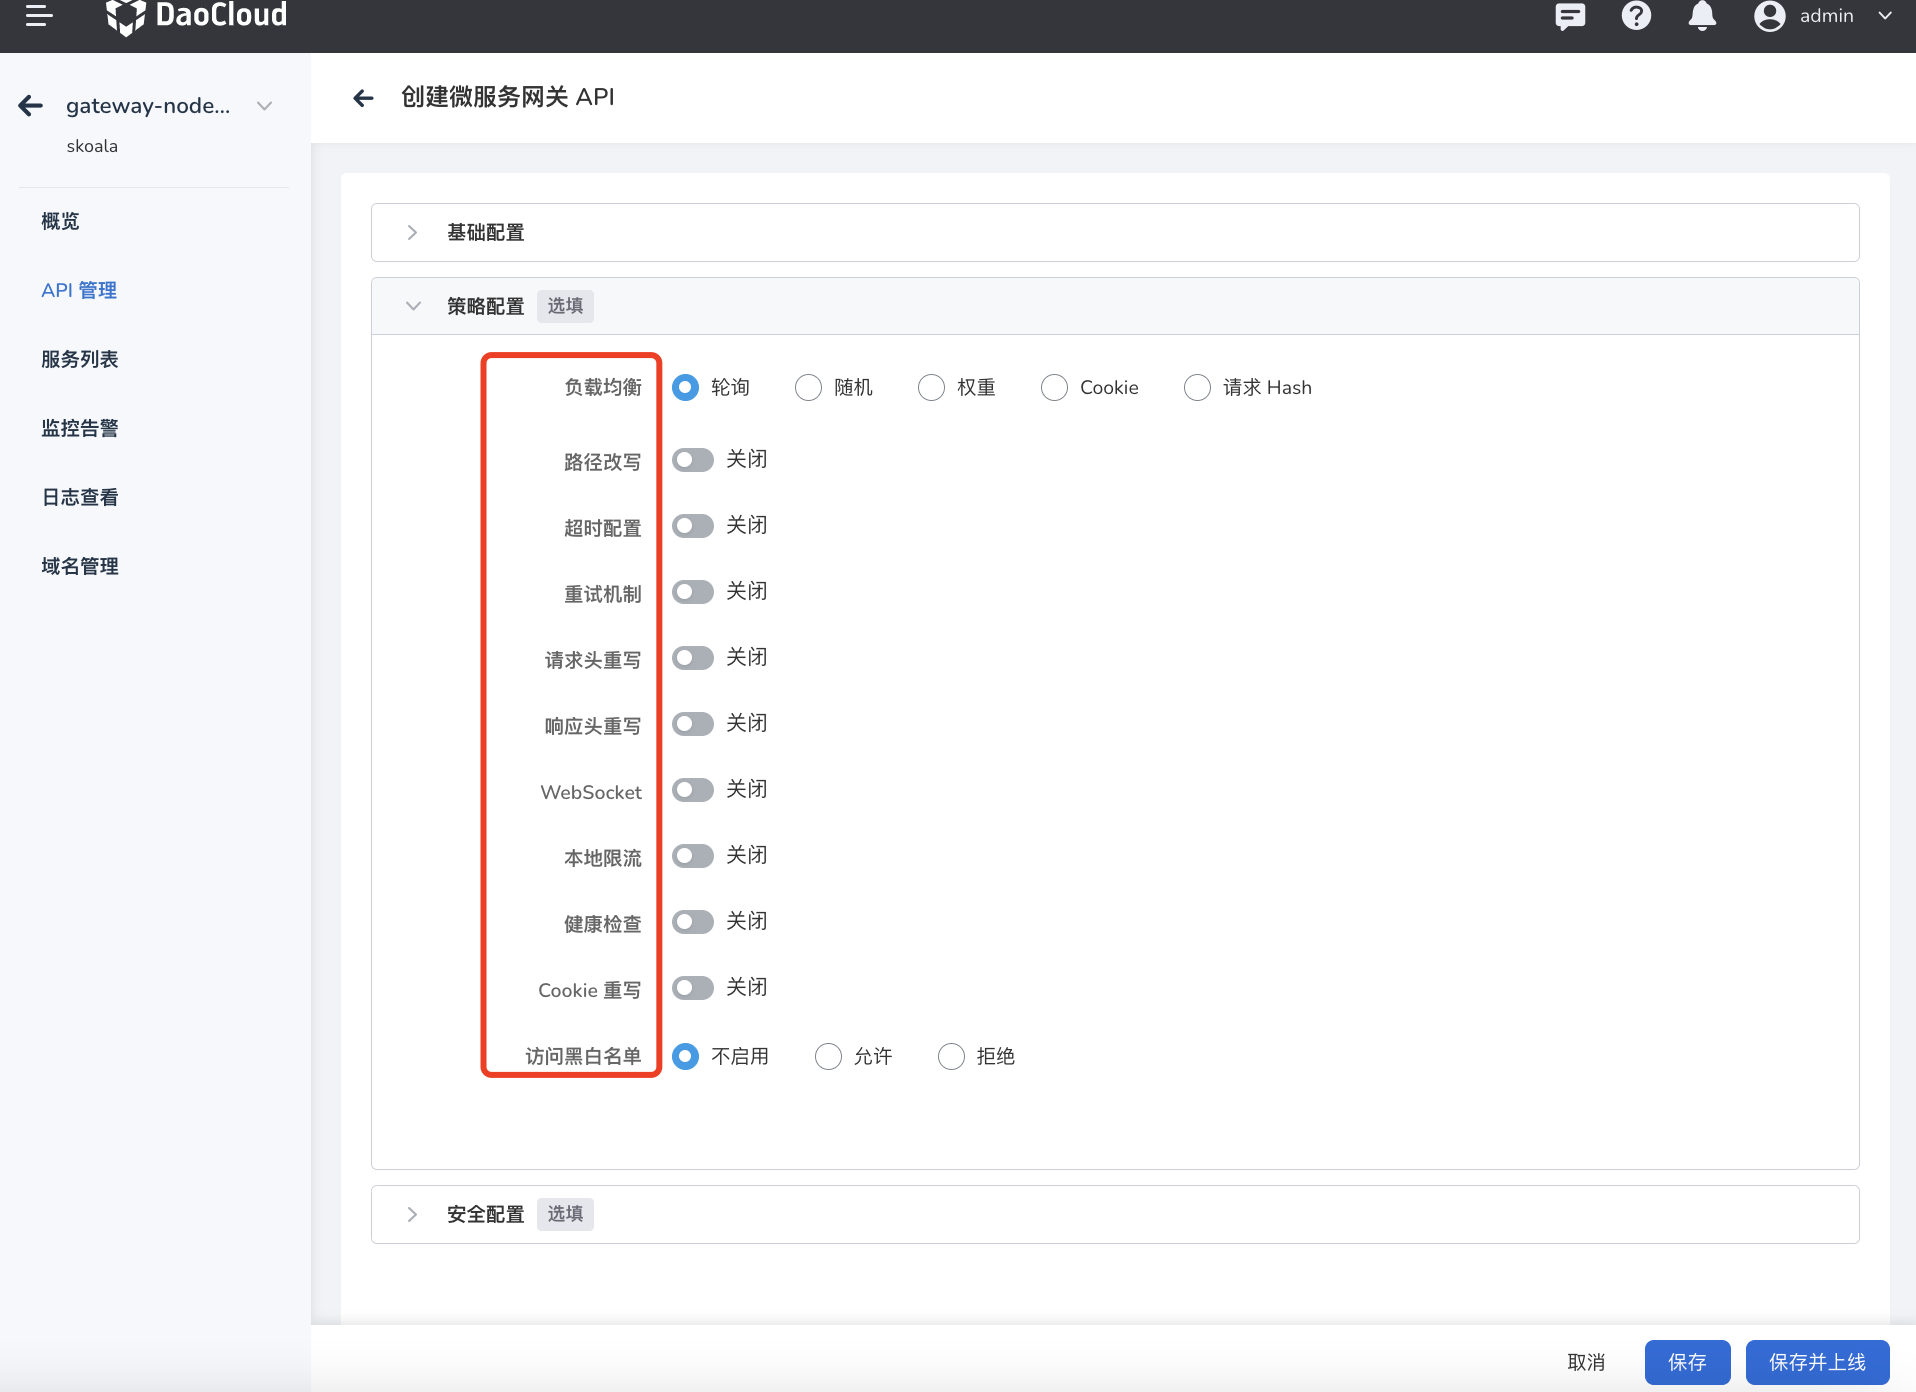 DaoCloud
admin
gateway-node...
skoala
概览
API 管理
服务列表
监控告警
日志查看
域名管理
创建微服务网关 API
基础配置
策略配置 选填
负载均衡 轮询 随机 权重 Cookie 请求 Hash
路径改写 关闭
超时配置 关闭
重试机制 关闭
请求头重写 关闭
响应头重写 关闭
WebSocket 关闭
本地限流 关闭
健康检查 关闭
Cookie 重写 关闭
访问黑白名单 不启用 允许 拒绝
安全配置 选填
取消 保存 保存并上线